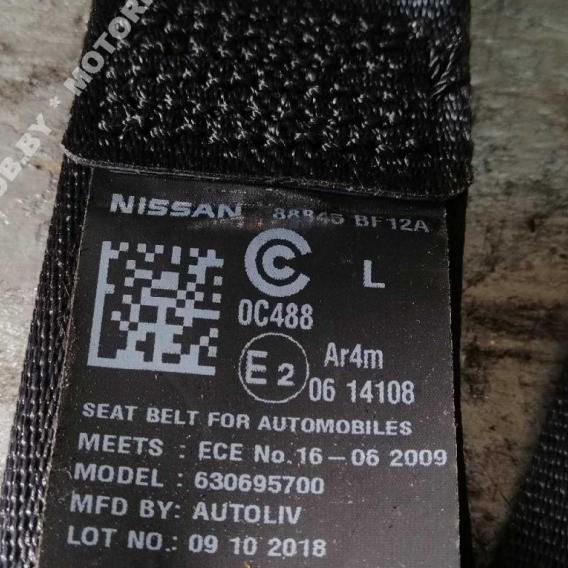 NISSAN 88845 BF12A
L
0C488
E2 Ar4m
06 14108
SEAT BELT FOR AUTOMOBILES
MEETS : ECE No.16-06 2009
MODEL : 630695700
MFD BY: AUTOLIV
LOT NO.: 09 10 2018